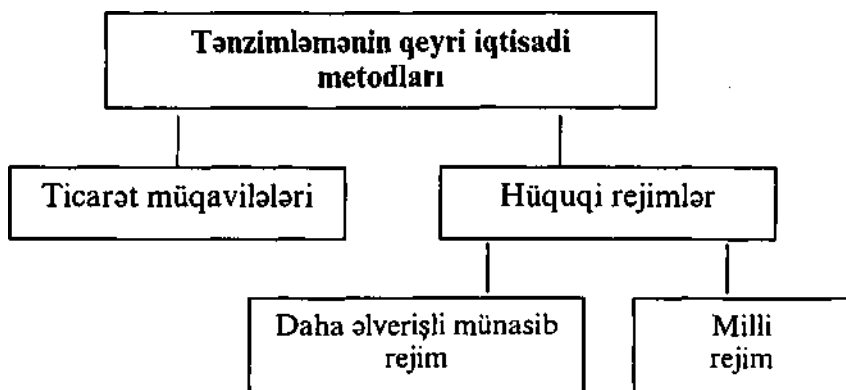 Tənzimləmənin qeyri iqtisadi
metodları
Ticarət müqavilələri
Hüquqi rejimlər
Daha əlverişli münasib
rejim
Milli
rejim